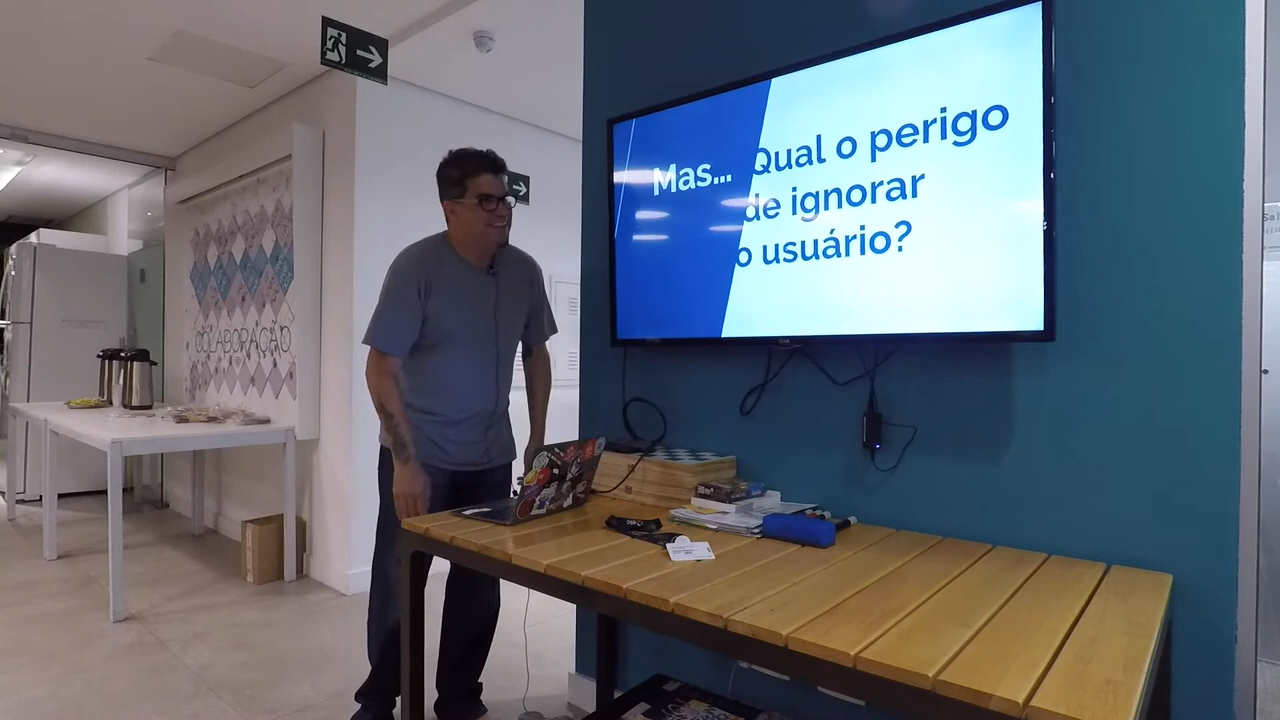 Mas...
Qual o perigo
de ignorar
o usuário?
COLABORAÇÃO